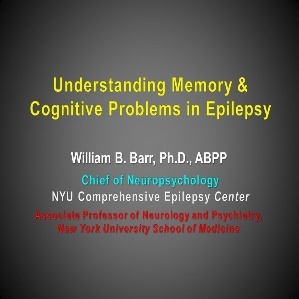 Understanding Memory &
Cognitive Problems in Epilepsy
William B. Barr, Ph.D., ABPP
Chief of Neuropsychology
NYU Comprehensive Epilepsy Center
Associate Professor of Neurology and Psychiatry,
New York University School of Medicine